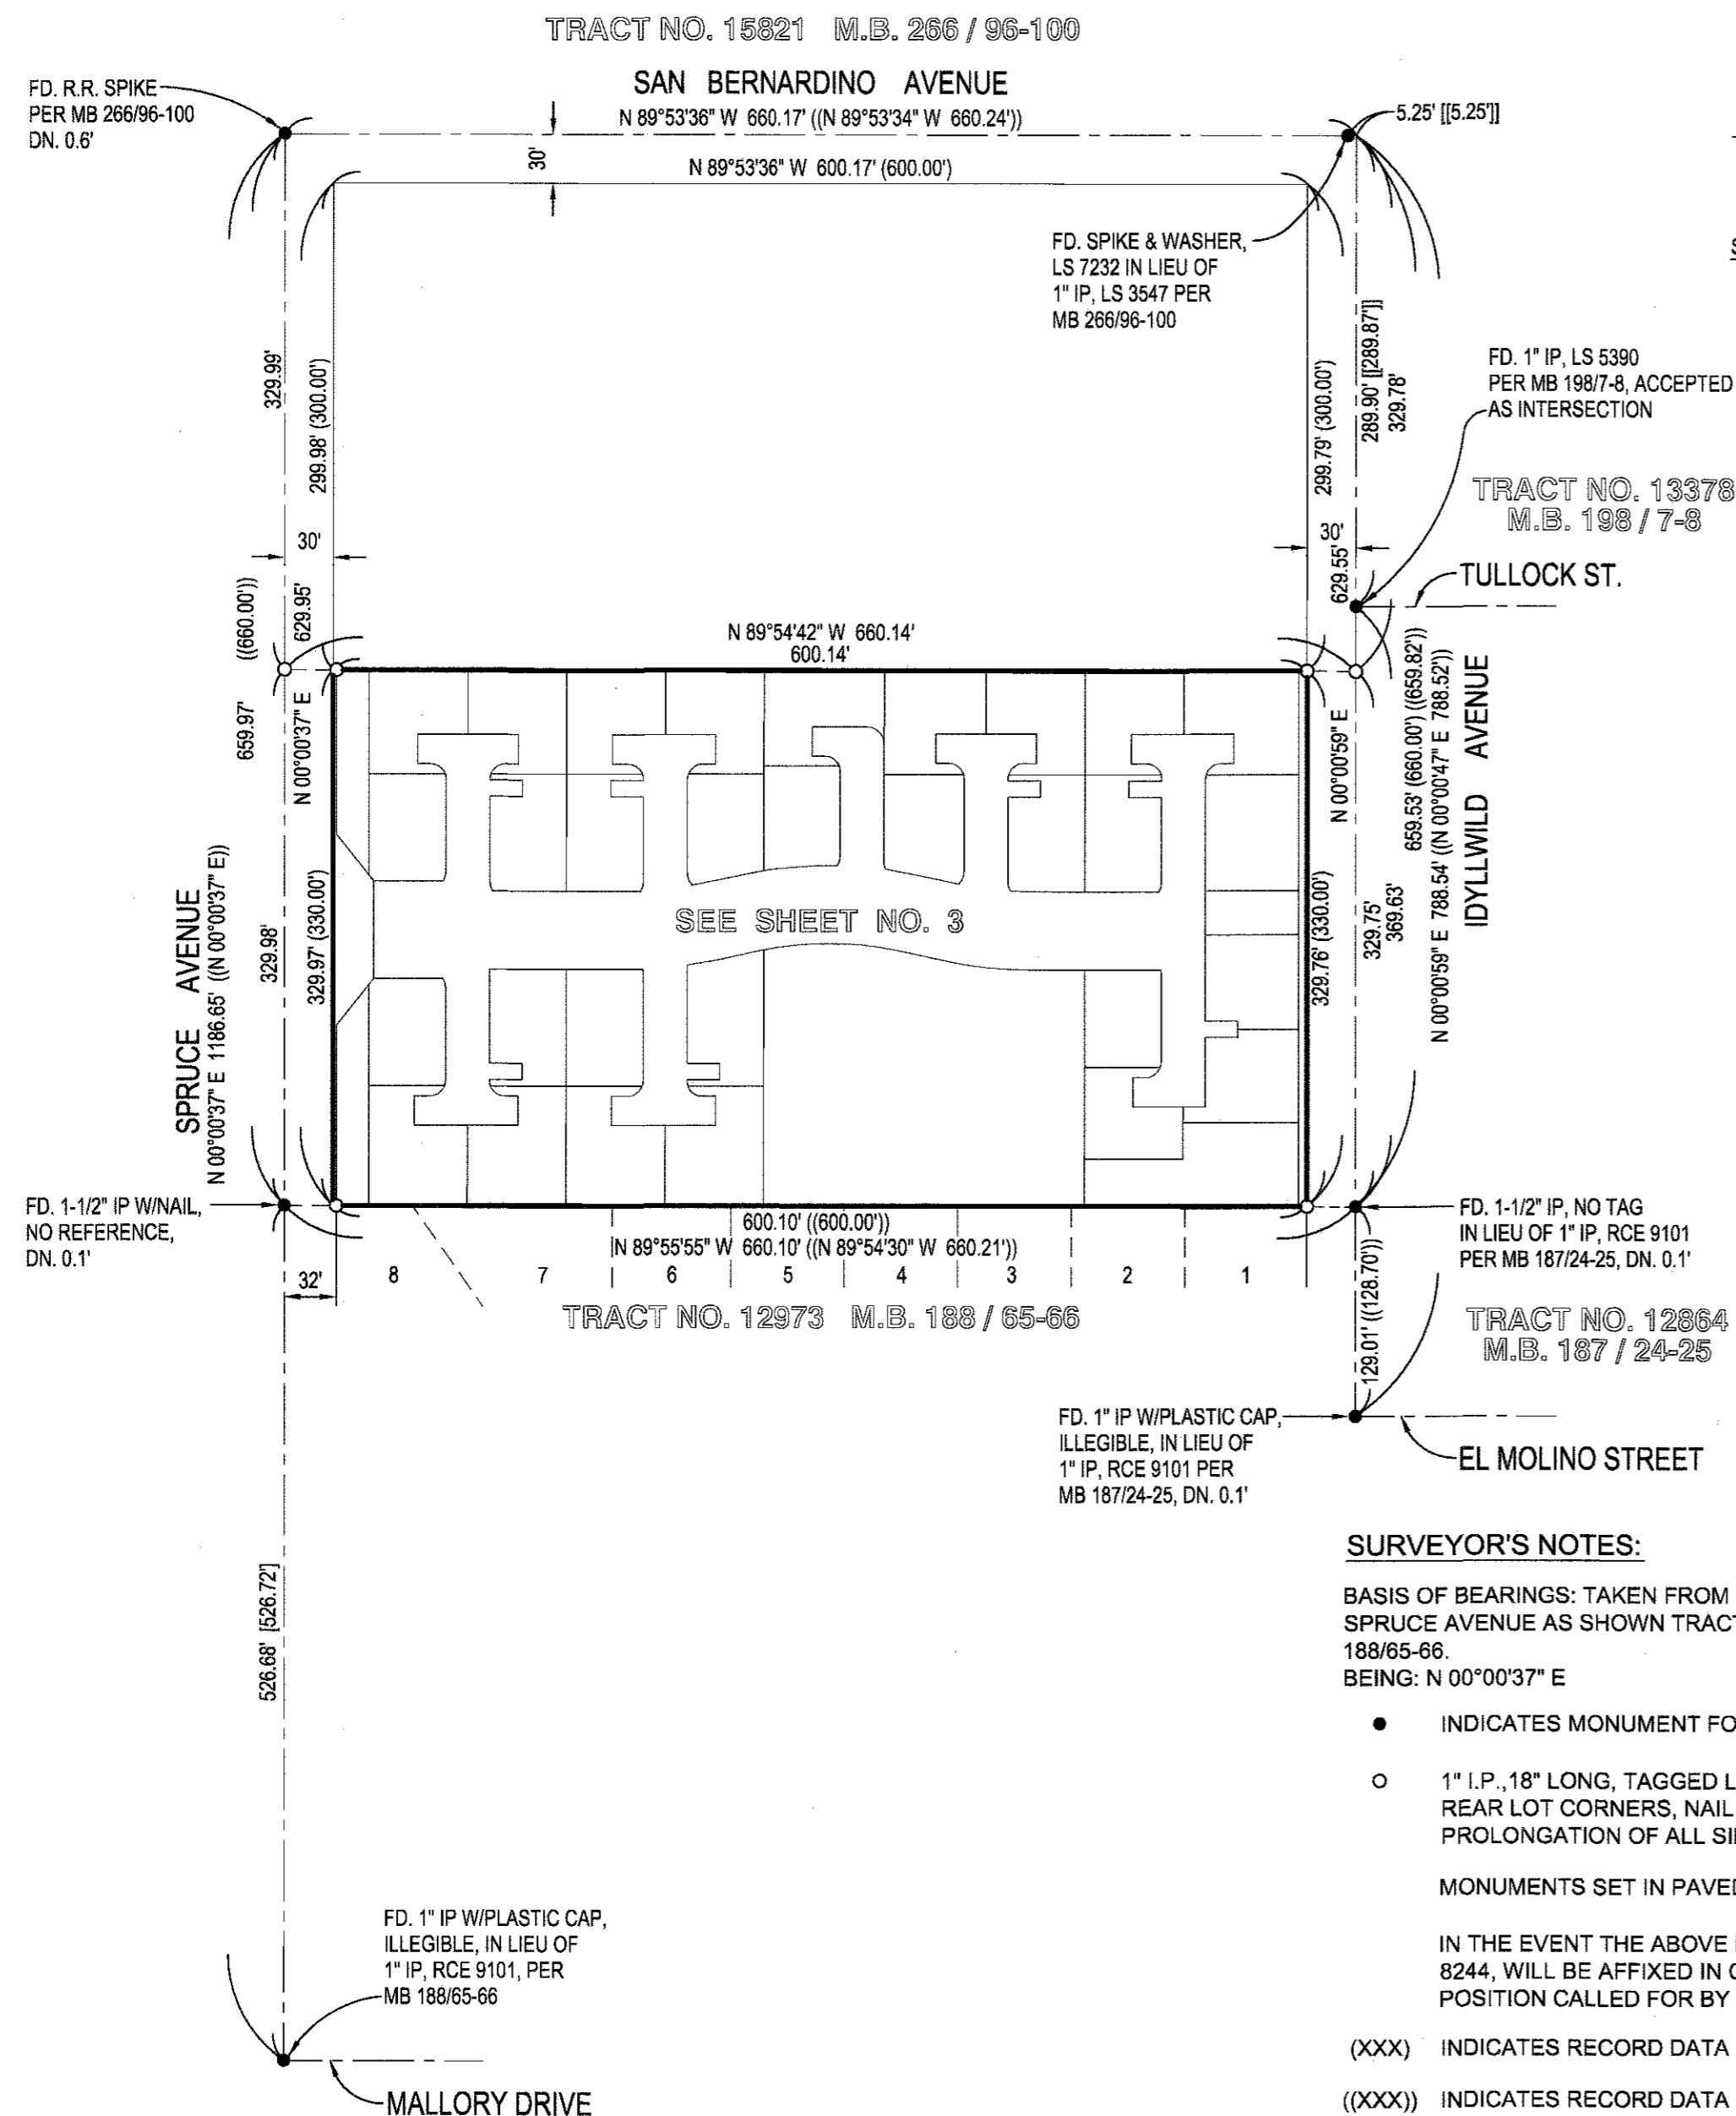 TRACT NO. 15821 M.B. 266 / 96-100
SAN BERNARDINO AVENUE
N 89°53'36" W 660.17' ((N 89°53'34" W 660.24'))
FD. R.R. SPIKE
PER MB 266/96-100
DN. 0.6'
5.25' [[5.25']]
30'
N 89°53'36" W 600.17' (600.00')
FD. SPIKE & WASHER,
LS 7232 IN LIEU OF
1" IP, LS 3547 PER
MB 266/96-100
329.99'
299.98' (300.00')
299.79' (300.00')
289.90' [[289.87']]
329.78'
FD. 1" IP, LS 5390
PER MB 198/7-8, ACCEPTED
AS INTERSECTION
TRACT NO. 13378
M.B. 198 / 7-8
30'
30'
TULLOCK ST.
((660.00'))
629.95'
629.55'
N 89°54'42" W 660.14'
600.14'
659.97'
N 00°00'37" E
N 00°00'59" E
659.53' (660.00') ((659.82'))
N 00°00'59" E 788.54' ((N 00°00'47" E 788.52'))
IDYLLWILD AVENUE
SPRUCE AVENUE
N 00°00'37" E 1186.65' ((N 00°00'37" E))
329.98'
329.97' (330.00')
SEE SHEET NO. 3
329.76' (330.00')
329.75'
369.63'
FD. 1-1/2" IP W/NAIL,
NO REFERENCE,
DN. 0.1'
600.10' ((600.00'))
N 89°55'55" W 660.10' ((N 89°54'30" W 660.21'))
FD. 1-1/2" IP, NO TAG
IN LIEU OF 1" IP, RCE 9101
PER MB 187/24-25, DN. 0.1'
32'
8 7 6 5 4 3 2 1
TRACT NO. 12973 M.B. 188 / 65-66
129.01' ((128.70'))
TRACT NO. 12864
M.B. 187 / 24-25
FD. 1" IP W/PLASTIC CAP,
ILLEGIBLE, IN LIEU OF
1" IP, RCE 9101 PER
MB 187/24-25, DN. 0.1'
EL MOLINO STREET
526.68' [526.72']
FD. 1" IP W/PLASTIC CAP,
ILLEGIBLE, IN LIEU OF
1" IP, RCE 9101, PER
MB 188/65-66
MALLORY DRIVE
SURVEYOR'S NOTES:
BASIS OF BEARINGS: TAKEN FROM
SPRUCE AVENUE AS SHOWN TRACT
188/65-66.
BEING: N 00°00'37" E
INDICATES MONUMENT FO
1" I.P.,18" LONG, TAGGED L
REAR LOT CORNERS, NAIL
PROLONGATION OF ALL SI
MONUMENTS SET IN PAVED
IN THE EVENT THE ABOVE
8244, WILL BE AFFIXED IN
POSITION CALLED FOR BY
(XXX) INDICATES RECORD DATA
((XXX)) INDICATES RECORD DATA